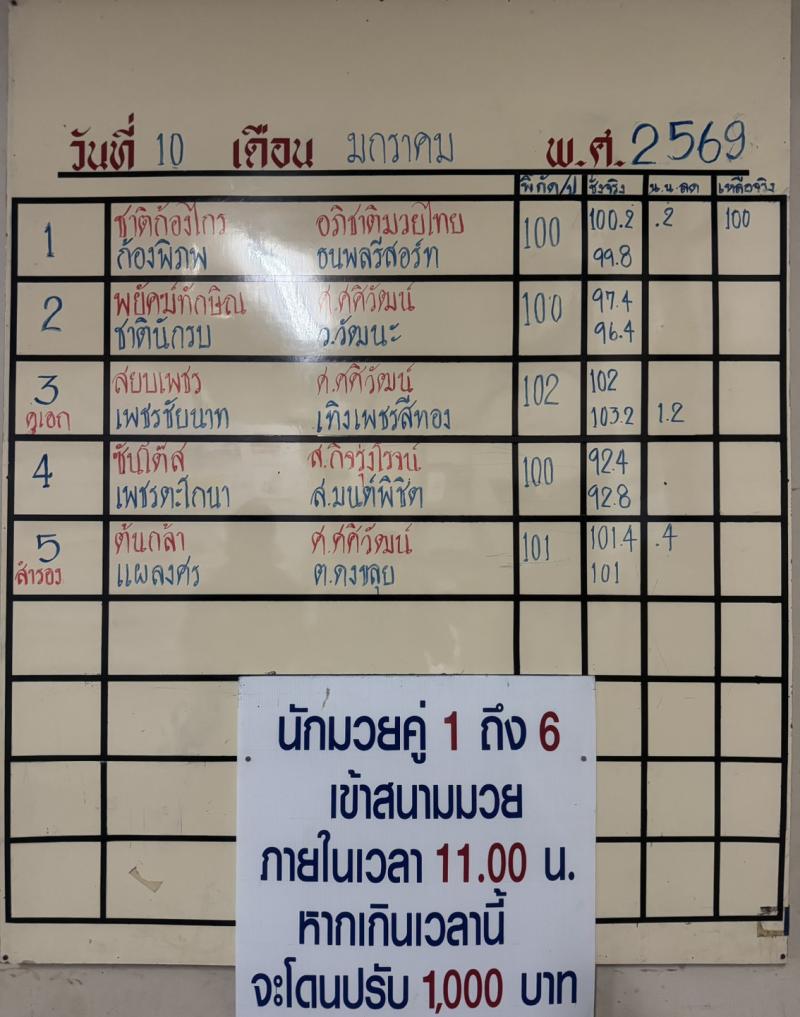 วันที่ 10 เดือน มกราคม พ.ศ. 2569
พิกัด/ป ชั่งจริง น.น.ลด เหลือจริง
1 ชาติก้องไกร อภิชาติมวยไทย 100 100.2 .2 100
ก้องพิภพ ธนพลรีสอร์ท 99.8
2 พยัคฆ์ทักษิณ ศ.ศศิวัฒน์ 100 97.4
ชาตินักรบ ว.วัฒนะ 96.4
3 สยบเพชร ศ.ศศิวัฒน์ 102 102
คู่เอก เพชรชัยนาท เทิงเพชรสีทอง 103.2 1.2
4 ซันโต๊ส ส.กิจรุ่งโรจน์ 100 92.4
เพชรตะไกนา ส.มนต์พิชิต 92.8
5 ต้นกล้า ศ.ศศิวัฒน์ 101 101.4 .4
สำรอง แผลงศร ต.ดงขลุย 101
นักมวยคู่ 1 ถึง 6
เข้าสนามมวย
ภายในเวลา 11.00 น.
หากเกินเวลานี้
จะโดนปรับ 1,000 บาท